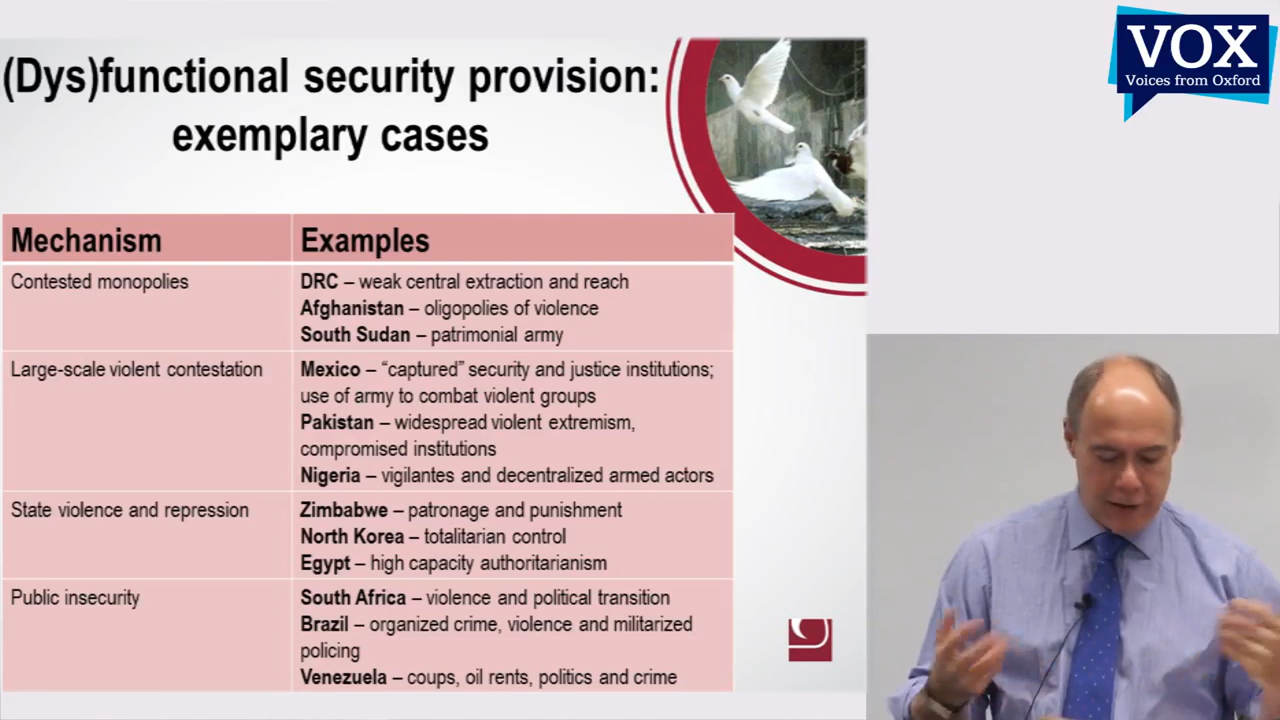 (Dys)functional security provision:
exemplary cases
VOX
Voices from Oxford
Mechanism
Examples
Contested monopolies
DRC – weak central extraction and reach
Afghanistan – oligopolies of violence
South Sudan – patrimonial army
Large-scale violent contestation
Mexico – “captured” security and justice institutions;
use of army to combat violent groups
Pakistan – widespread violent extremism,
compromised institutions
Nigeria – vigilantes and decentralized armed actors
State violence and repression
Zimbabwe – patronage and punishment
North Korea – totalitarian control
Egypt – high capacity authoritarianism
Public insecurity
South Africa – violence and political transition
Brazil – organized crime, violence and militarized
policing
Venezuela – coups, oil rents, politics and crime